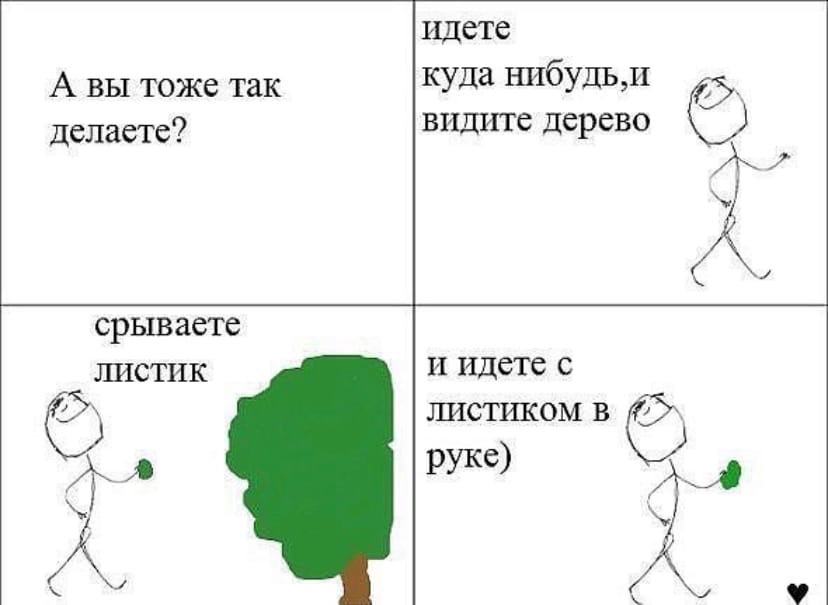 А вы тоже так
делаете?
идете
куда нибудь,и
видите дерево
срываете
листик
и идете с
листиком в
руке)